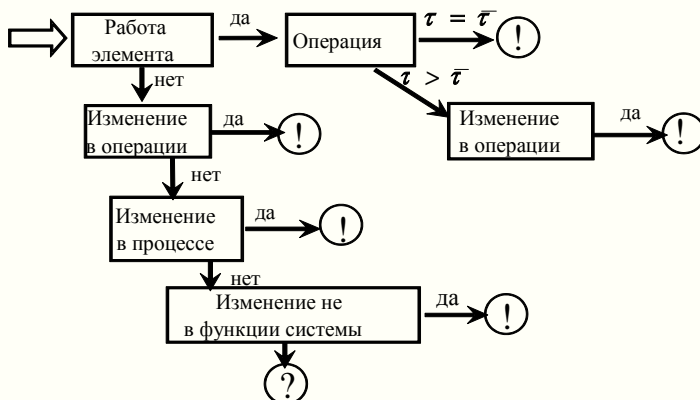 Работа
элемента
да
Операция
τ = τ̅
!
нет
τ > τ̅
Изменение
в операции
да
!
Изменение
в операции
да
!
нет
Изменение
в процессе
да
!
нет
Изменение не
в функции системы
да
!
?